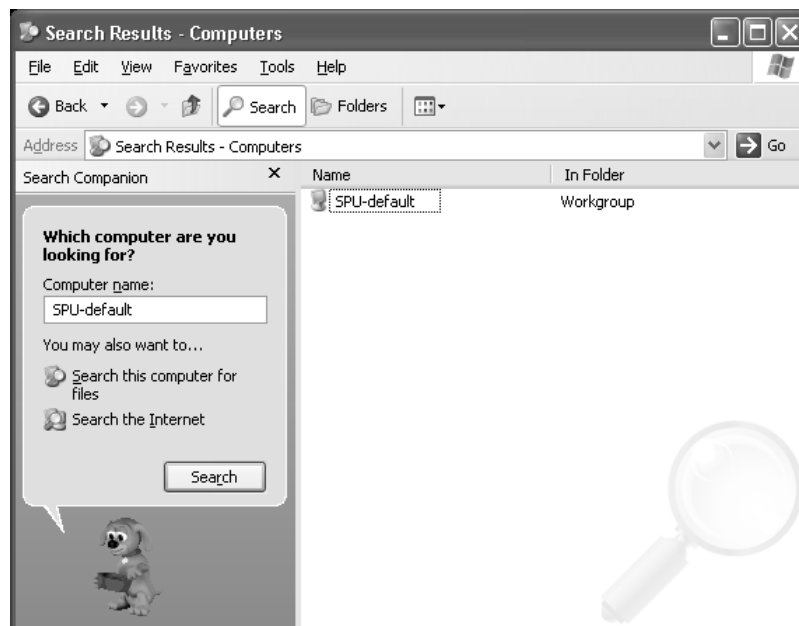 Search Results - Computers
File Edit View Favorites Tools Help
Back Search Folders
Address Search Results - Computers Go
Search Companion X Name In Folder
SPU-default Workgroup
Which computer are you
looking for?
Computer name:
SPU-default
You may also want to...
Search this computer for
files
Search the Internet
Search